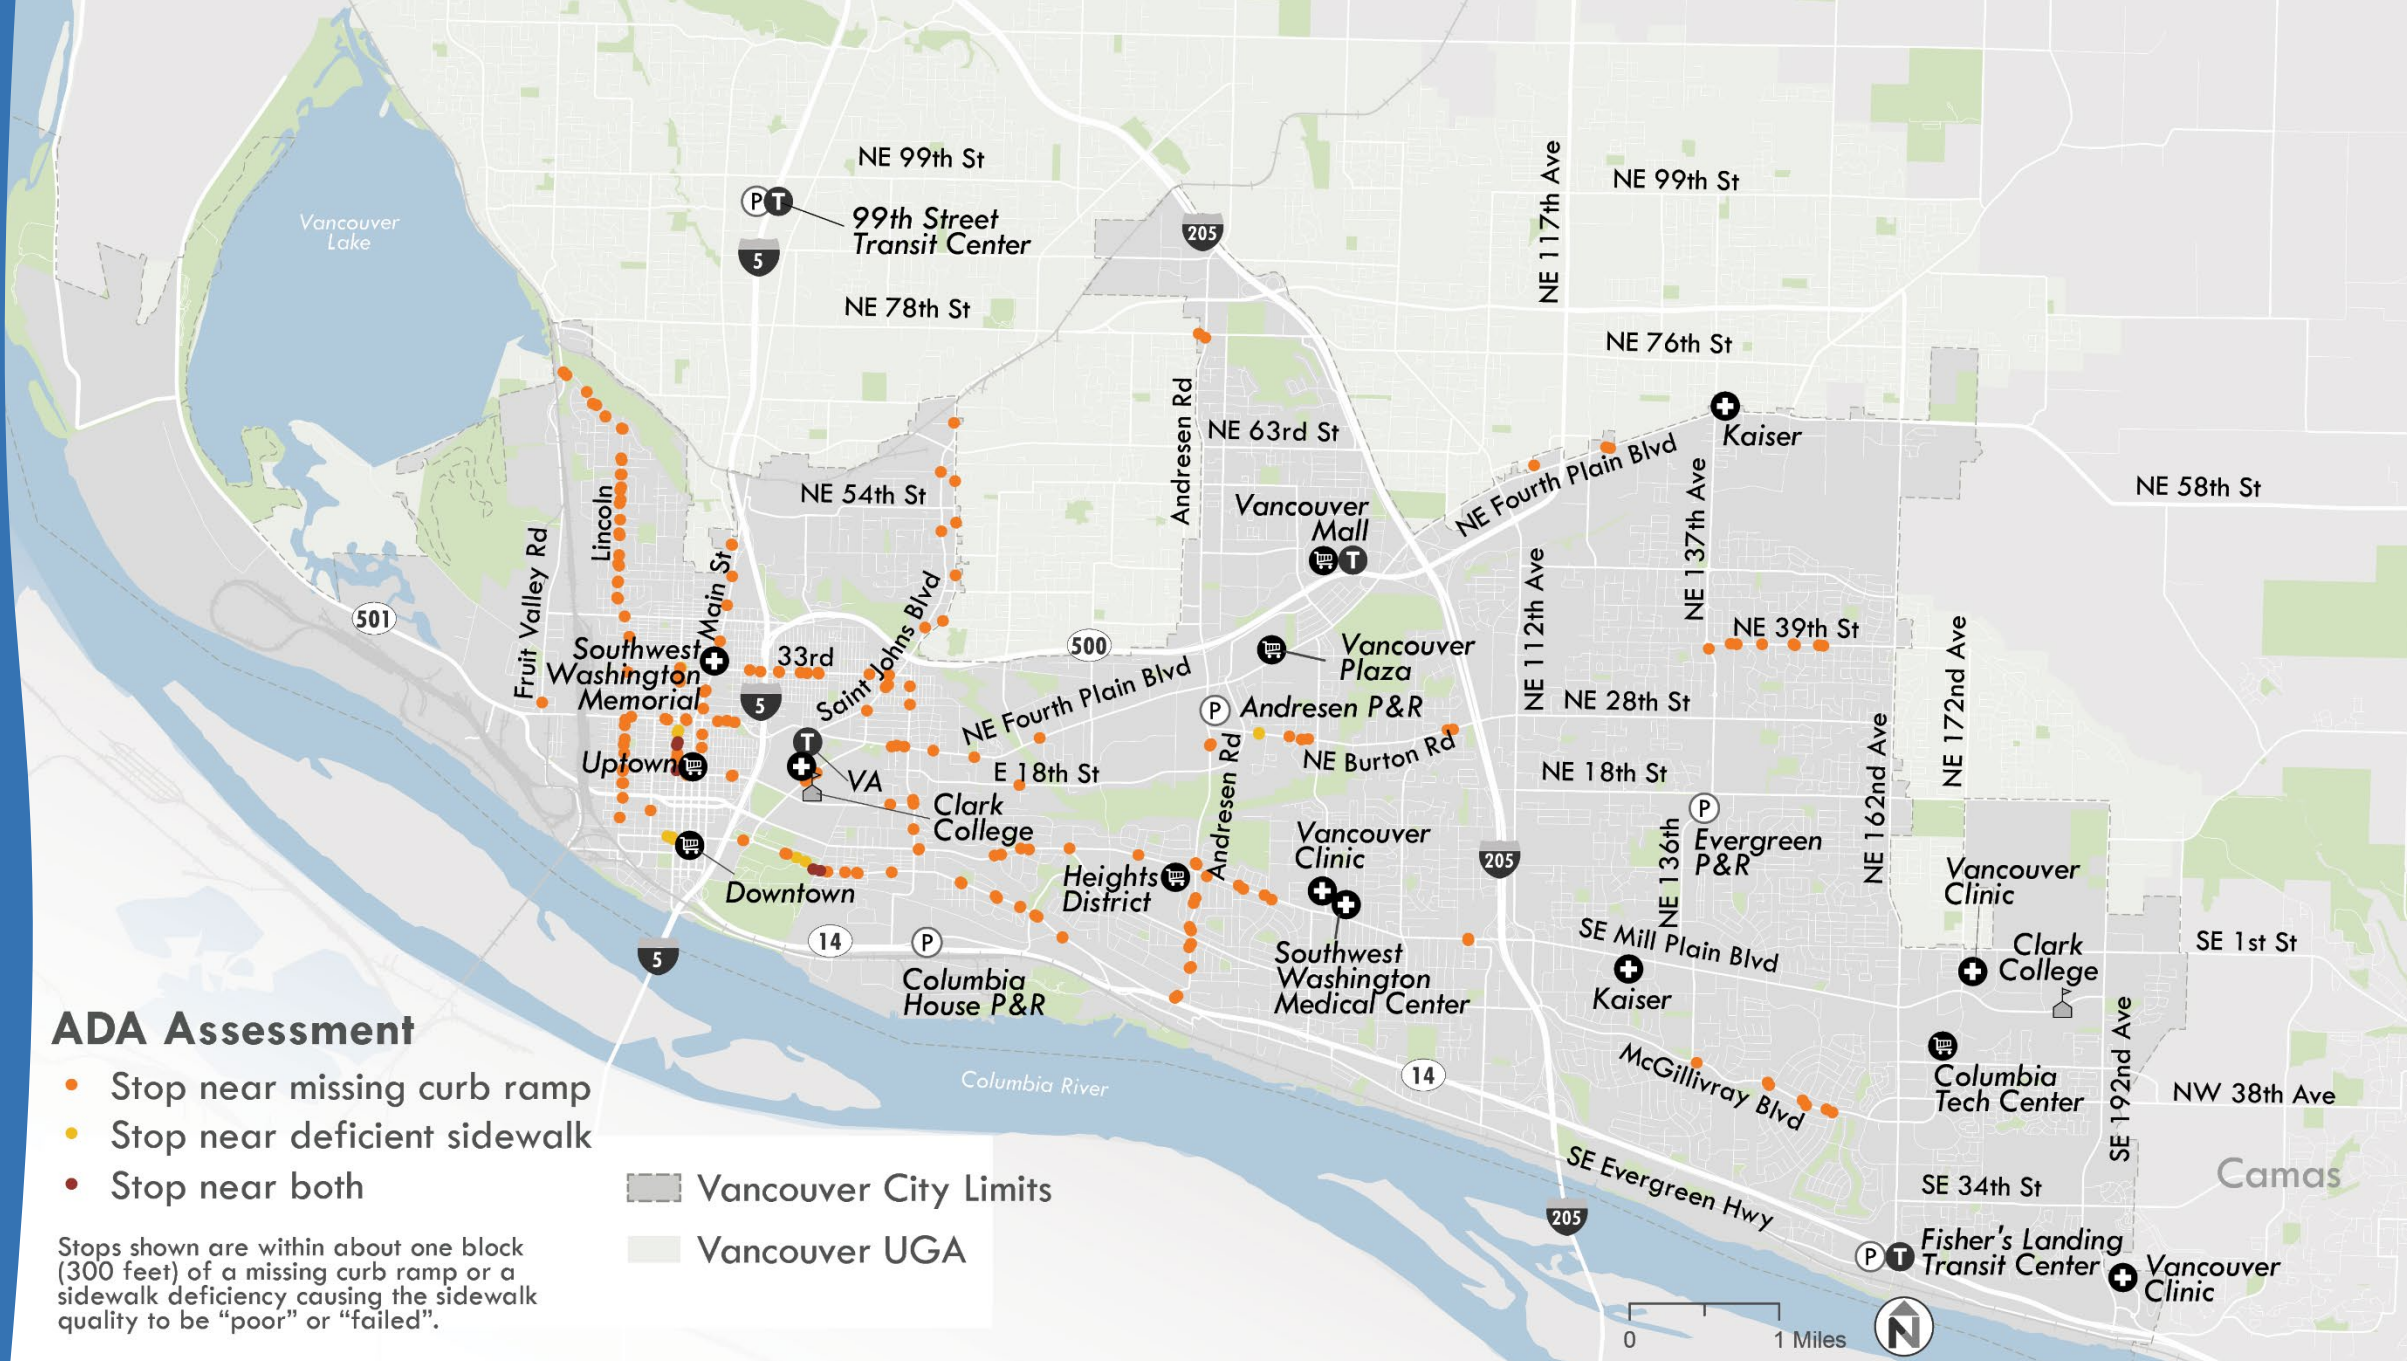 NE 99th St
NE 99th St
NE 117th Ave
P T
99th Street
Transit Center
Vancouver
Lake
205
5
NE 78th St
NE 76th St
Andresen Rd
NE 63rd St
Kaiser
NE Fourth Plain Blvd
NE 137th Ave
NE 54th St
Lincoln
Vancouver
Mall
T
NE 58th St
Fruit Valley Rd
Main St
Saint Johns Blvd
NE 112th Ave
501
500
NE 39th St
NE 172nd Ave
Southwest
Washington
Memorial
33rd
Vancouver
Plaza
5
NE Fourth Plain Blvd
P
Andresen P&R
NE 28th St
NE 162nd Ave
T
NE Burton Rd
Uptown
VA
E 18th St
NE 18th St
Andresen Rd
Clark
College
P
Evergreen
P&R
NE 136th
Vancouver
Clinic
205
Vancouver
Clinic
Heights
District
Downtown
14
P
Columbia
House P&R
5
Southwest
Washington
Medical Center
SE Mill Plain Blvd
Kaiser
Clark
College
SE 1st St
SE 192nd Ave
Columbia
Tech Center
McGillivray Blvd
14
Columbia River
NW 38th Ave
Camas
SE Evergreen Hwy
SE 34th St
205
P T
Fisher's Landing
Transit Center
Vancouver
Clinic
ADA Assessment
Stop near missing curb ramp
Stop near deficient sidewalk
Stop near both
Stops shown are within about one block
(300 feet) of a missing curb ramp or a
sidewalk deficiency causing the sidewalk
quality to be “poor” or “failed”.
Vancouver City Limits
Vancouver UGA
0 1 Miles
N